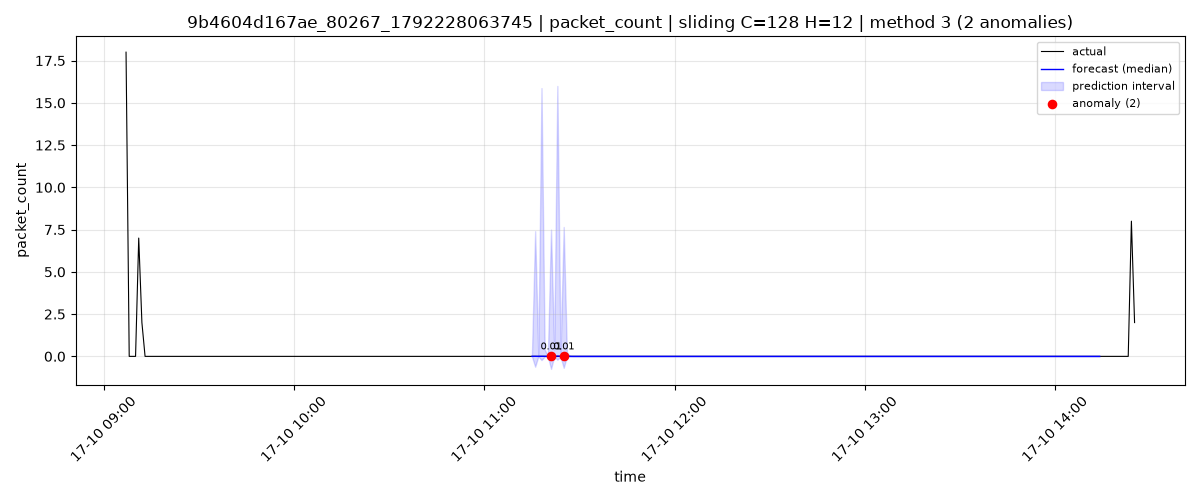 9b4604d167ae_80267_1792228063745 | packet_count | sliding C=128 H=12 | method 3 (2 anomalies)
actual
forecast (median)
prediction interval
anomaly (2)
packet_count
17.5
15.0
12.5
10.0
7.5
5.0
2.5
0.0
0.01
17-10 09:00
17-10 10:00
17-10 11:00
17-10 12:00
17-10 13:00
17-10 14:00
time